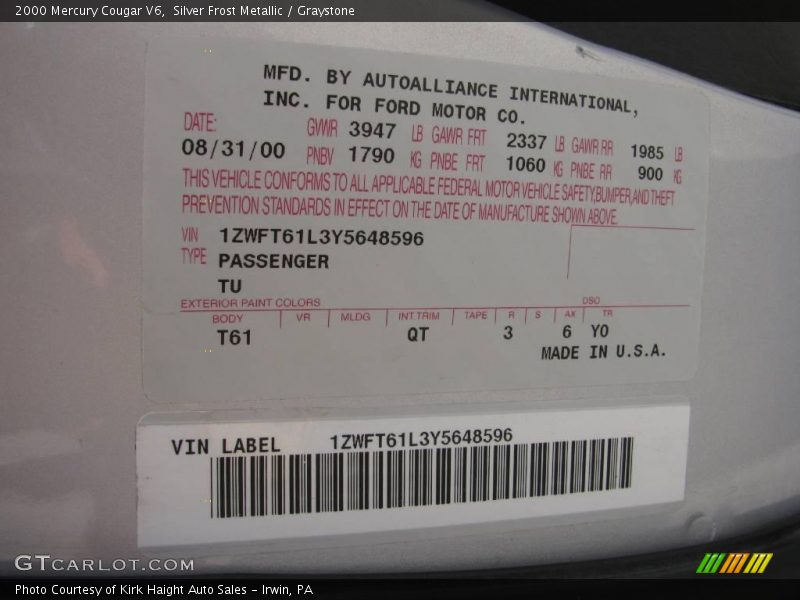 2000 Mercury Cougar V6,  Silver Frost Metallic / Graystone
MFD. BY AUTOALLIANCE INTERNATIONAL,
INC. FOR FORD MOTOR CO.
DATE: GVWR 3947 LB GAWR FRT 2337 LB GAWR RR 1985 LB
08/31/00 PNBV 1790 KG PNBE FRT 1060 KG PNBE RR 900 KG
THIS VEHICLE CONFORMS TO ALL APPLICABLE FEDERAL MOTOR VEHICLE SAFETY,BUMPER,AND THEFT
PREVENTION STANDARDS IN EFFECT ON THE DATE OF MANUFACTURE SHOWN ABOVE.
VIN 1ZWFT61L3Y5648596
TYPE PASSENGER
TU
EXTERIOR PAINT COLORS DSO
BODY VR MLDG INT.TRIM TAPE R S AX TR
T61 QT 3 6 Y0
MADE IN U.S.A.
VIN LABEL 1ZWFT61L3Y5648596
GTCARLOT.COM
Photo Courtesy of Kirk Haight Auto Sales - Irwin, PA